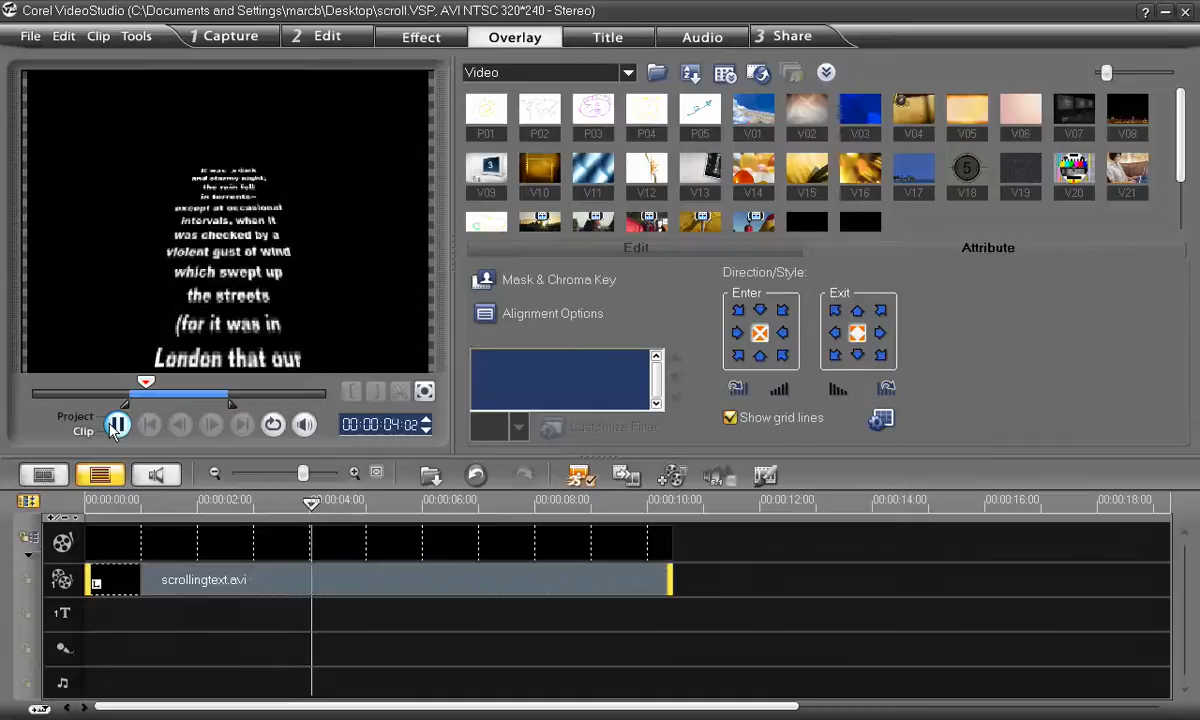 Corel VideoStudio (C:\Documents and Settings\marcb\Desktop\scroll.VSP, AVI NTSC 320*240 - Stereo)
File Edit Clip Tools 1 Capture 2 Edit Effect Overlay Title Audio 3 Share
Video
P01 P02 P03 P04 P05 V01 V02 V03 V04 V05 V06 V07 V08
V09 V10 V11 V12 V13 V14 V15 V16 V17 V18 V19 V20 V21
It was a dark
and stormy night;
the rain fell
in torrents--
except at occasional
intervals, when it
was checked by a
violent gust of wind
which swept up
the streets
(for it was in
London that our
Edit Attribute
Mask & Chroma Key
Alignment Options
Direction/Style:
Enter Exit
Show grid lines
Customize Filter
Project
Clip
00:00:04:02
00:00:00:00 00:00:02:00 00:00:04:00 00:00:06:00 00:00:08:00 00:00:10:00 00:00:12:00 00:00:14:00 00:00:16:00 00:00:18:00
scrollingtext.avi
1T